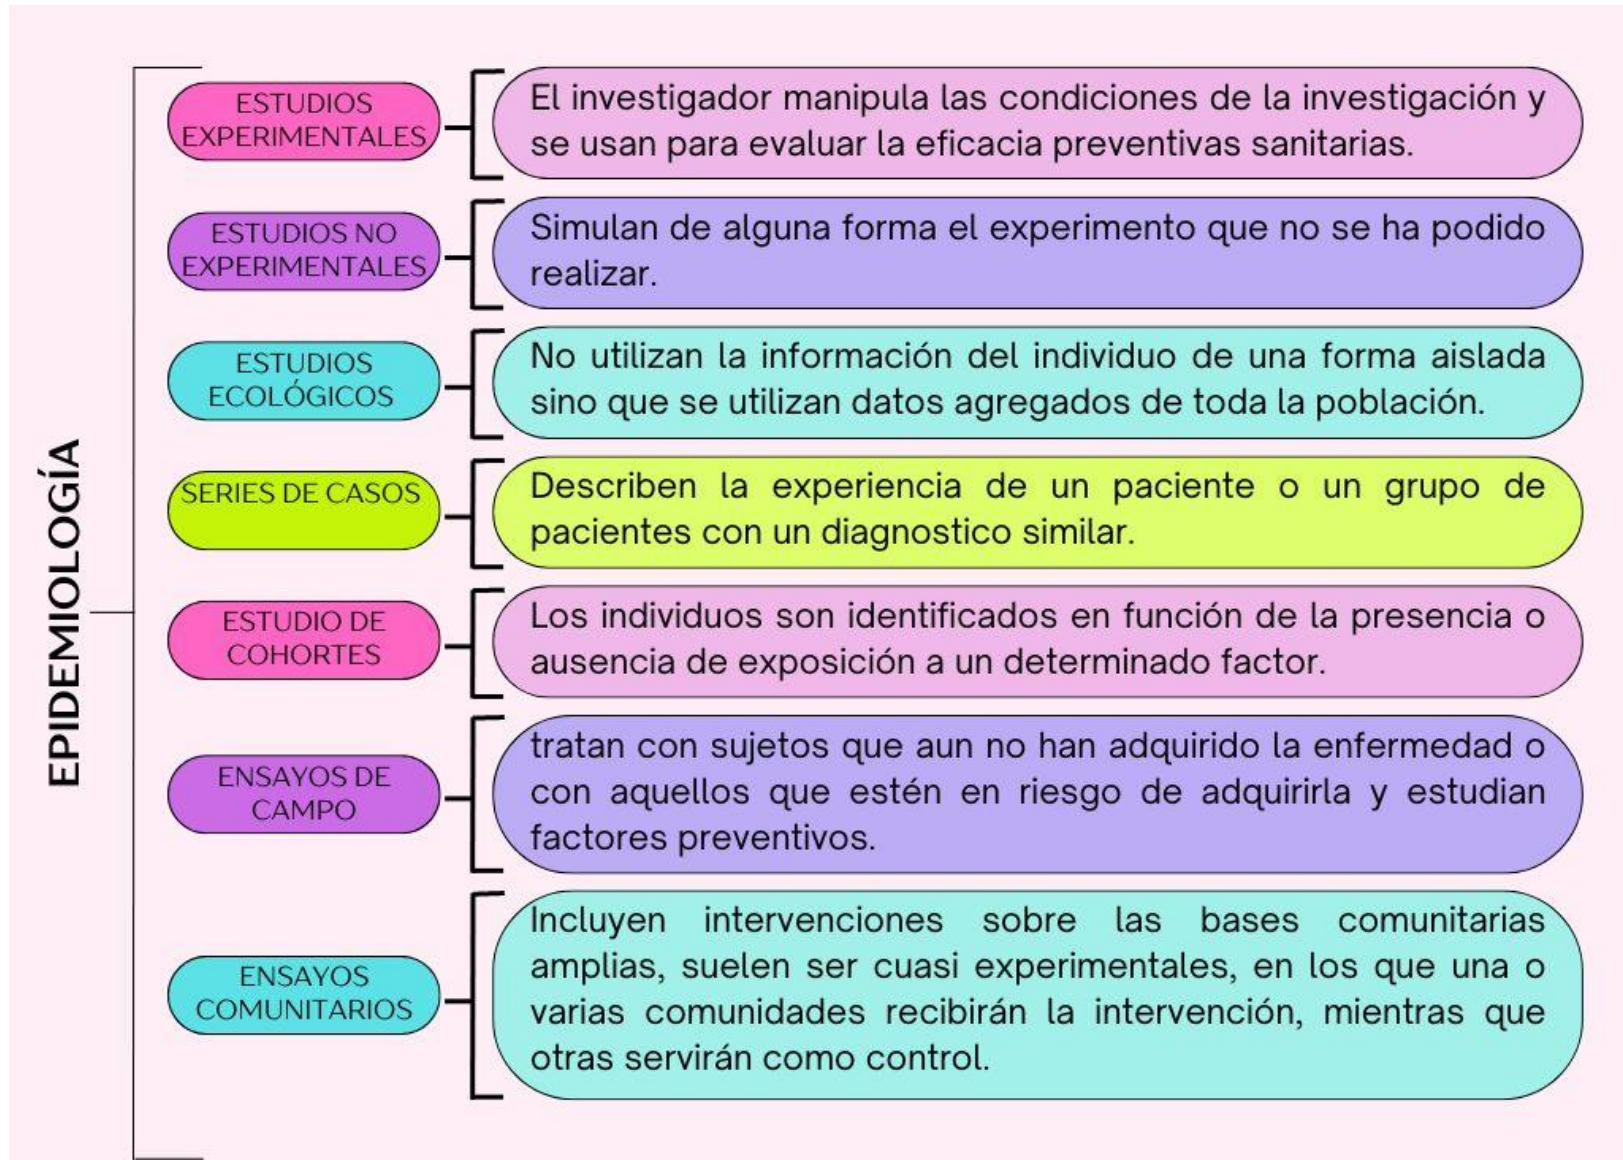 EPIDEMIOLOGÍA
ESTUDIOS
EXPERIMENTALES
El investigador manipula las condiciones de la investigación y
se usan para evaluar la eficacia preventivas sanitarias.
ESTUDIOS NO
EXPERIMENTALES
Simulan de alguna forma el experimento que no se ha podido
realizar.
ESTUDIOS
ECOLÓGICOS
No utilizan la información del individuo de una forma aislada
sino que se utilizan datos agregados de toda la población.
SERIES DE CASOS
Describen la experiencia de un paciente o un grupo de
pacientes con un diagnostico similar.
ESTUDIO DE
COHORTES
Los individuos son identificados en función de la presencia o
ausencia de exposición a un determinado factor.
ENSAYOS DE
CAMPO
tratan con sujetos que aun no han adquirido la enfermedad o
con aquellos que estén en riesgo de adquirirla y estudian
factores preventivos.
ENSAYOS
COMUNITARIOS
Incluyen intervenciones sobre las bases comunitarias
amplias, suelen ser cuasi experimentales, en los que una o
varias comunidades recibirán la intervención, mientras que
otras servirán como control.